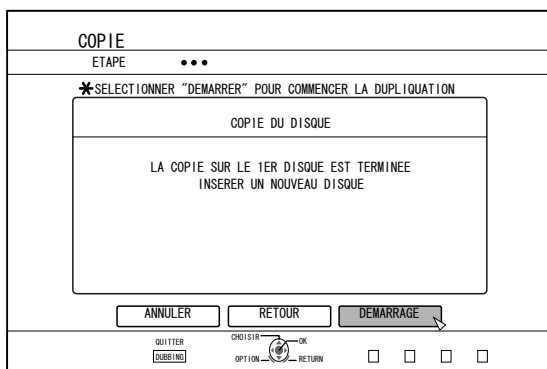 COPIE
ETAPE •••
✱SELECTIONNER "DEMARRER" POUR COMMENCER LA DUPLIQUATION
COPIE DU DISQUE
LA COPIE SUR LE 1ER DISQUE EST TERMINEE
INSERER UN NOUVEAU DISQUE
ANNULER RETOUR DEMARRAGE
QUITTER CHOISIR OK
DUBBING OPTION RETURN